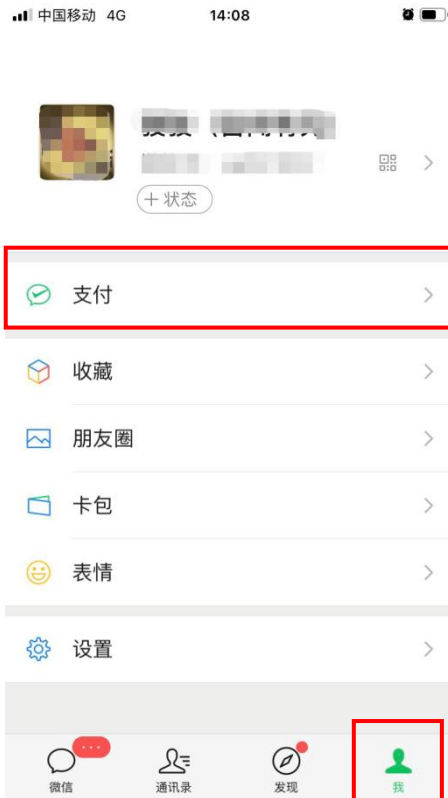 中国移动 4G 14:08
+ 状态
支付
收藏
朋友圈
卡包
表情
设置
微信 通讯录 发现 我